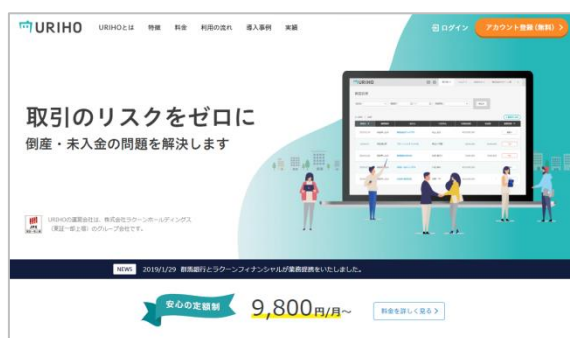 URIHO
URIHOとは 特徴 料金 利用の流れ 導入事例 実績
ログイン
アカウント登録(無料)
取引のリスクをゼロに
倒産・未入金の問題を解決します
URIHO
URIHOの運営会社は、株式会社ラクーンホールディングス
(東証一部上場)のグループ会社です。
NEWS 2019/1/29 群馬銀行とラクーンフィナンシャルが業務提携をいたしました。
安心の定額制
9,800円/月~
料金を詳しく見る